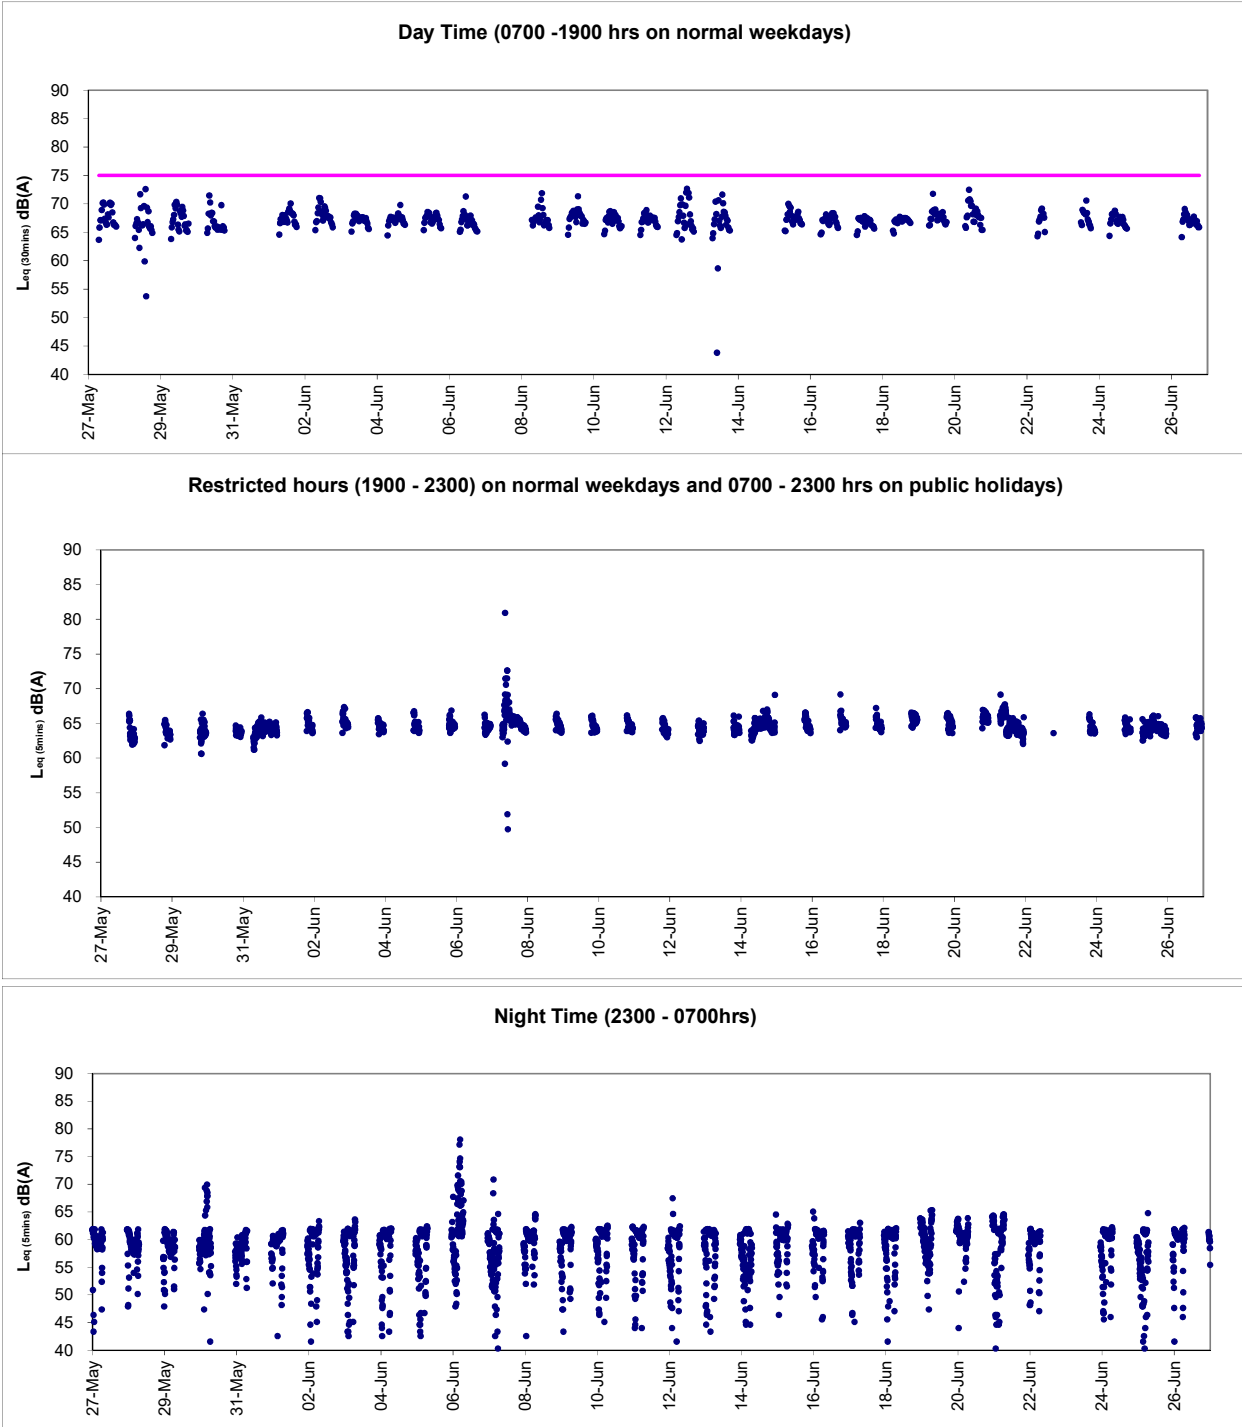 Day Time (0700 -1900 hrs on normal weekdays)
90
85
80
75
70
65
60
55
50
45
40
Leq (30mins) dB(A)
27-May
29-May
31-May
02-Jun
04-Jun
06-Jun
08-Jun
10-Jun
12-Jun
14-Jun
16-Jun
18-Jun
20-Jun
22-Jun
24-Jun
26-Jun
Restricted hours (1900 - 2300) on normal weekdays and 0700 - 2300 hrs on public holidays)
90
85
80
75
70
65
60
55
50
45
40
Leq (5mins) dB(A)
27-May
29-May
31-May
02-Jun
04-Jun
06-Jun
08-Jun
10-Jun
12-Jun
14-Jun
16-Jun
18-Jun
20-Jun
22-Jun
24-Jun
26-Jun
Night Time (2300 - 0700hrs)
90
85
80
75
70
65
60
55
50
45
40
Leq (5mins) dB(A)
27-May
29-May
31-May
02-Jun
04-Jun
06-Jun
08-Jun
10-Jun
12-Jun
14-Jun
16-Jun
18-Jun
20-Jun
22-Jun
24-Jun
26-Jun